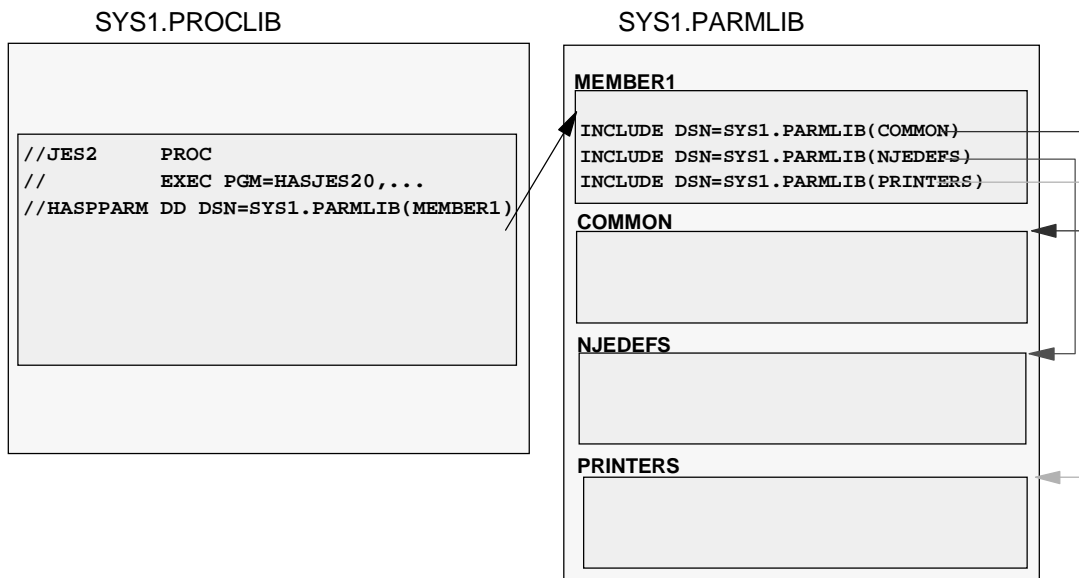 SYS1.PROCLIB
//JES2 PROC
// EXEC PGM=HASJES20,...
//HASPPARM DD DSN=SYS1.PARMLIB(MEMBER1)
SYS1.PARMLIB
MEMBER1
INCLUDE DSN=SYS1.PARMLIB(COMMON)
INCLUDE DSN=SYS1.PARMLIB(NJEDEFS)
INCLUDE DSN=SYS1.PARMLIB(PRINTERS)
COMMON
NJEDEFS
PRINTERS